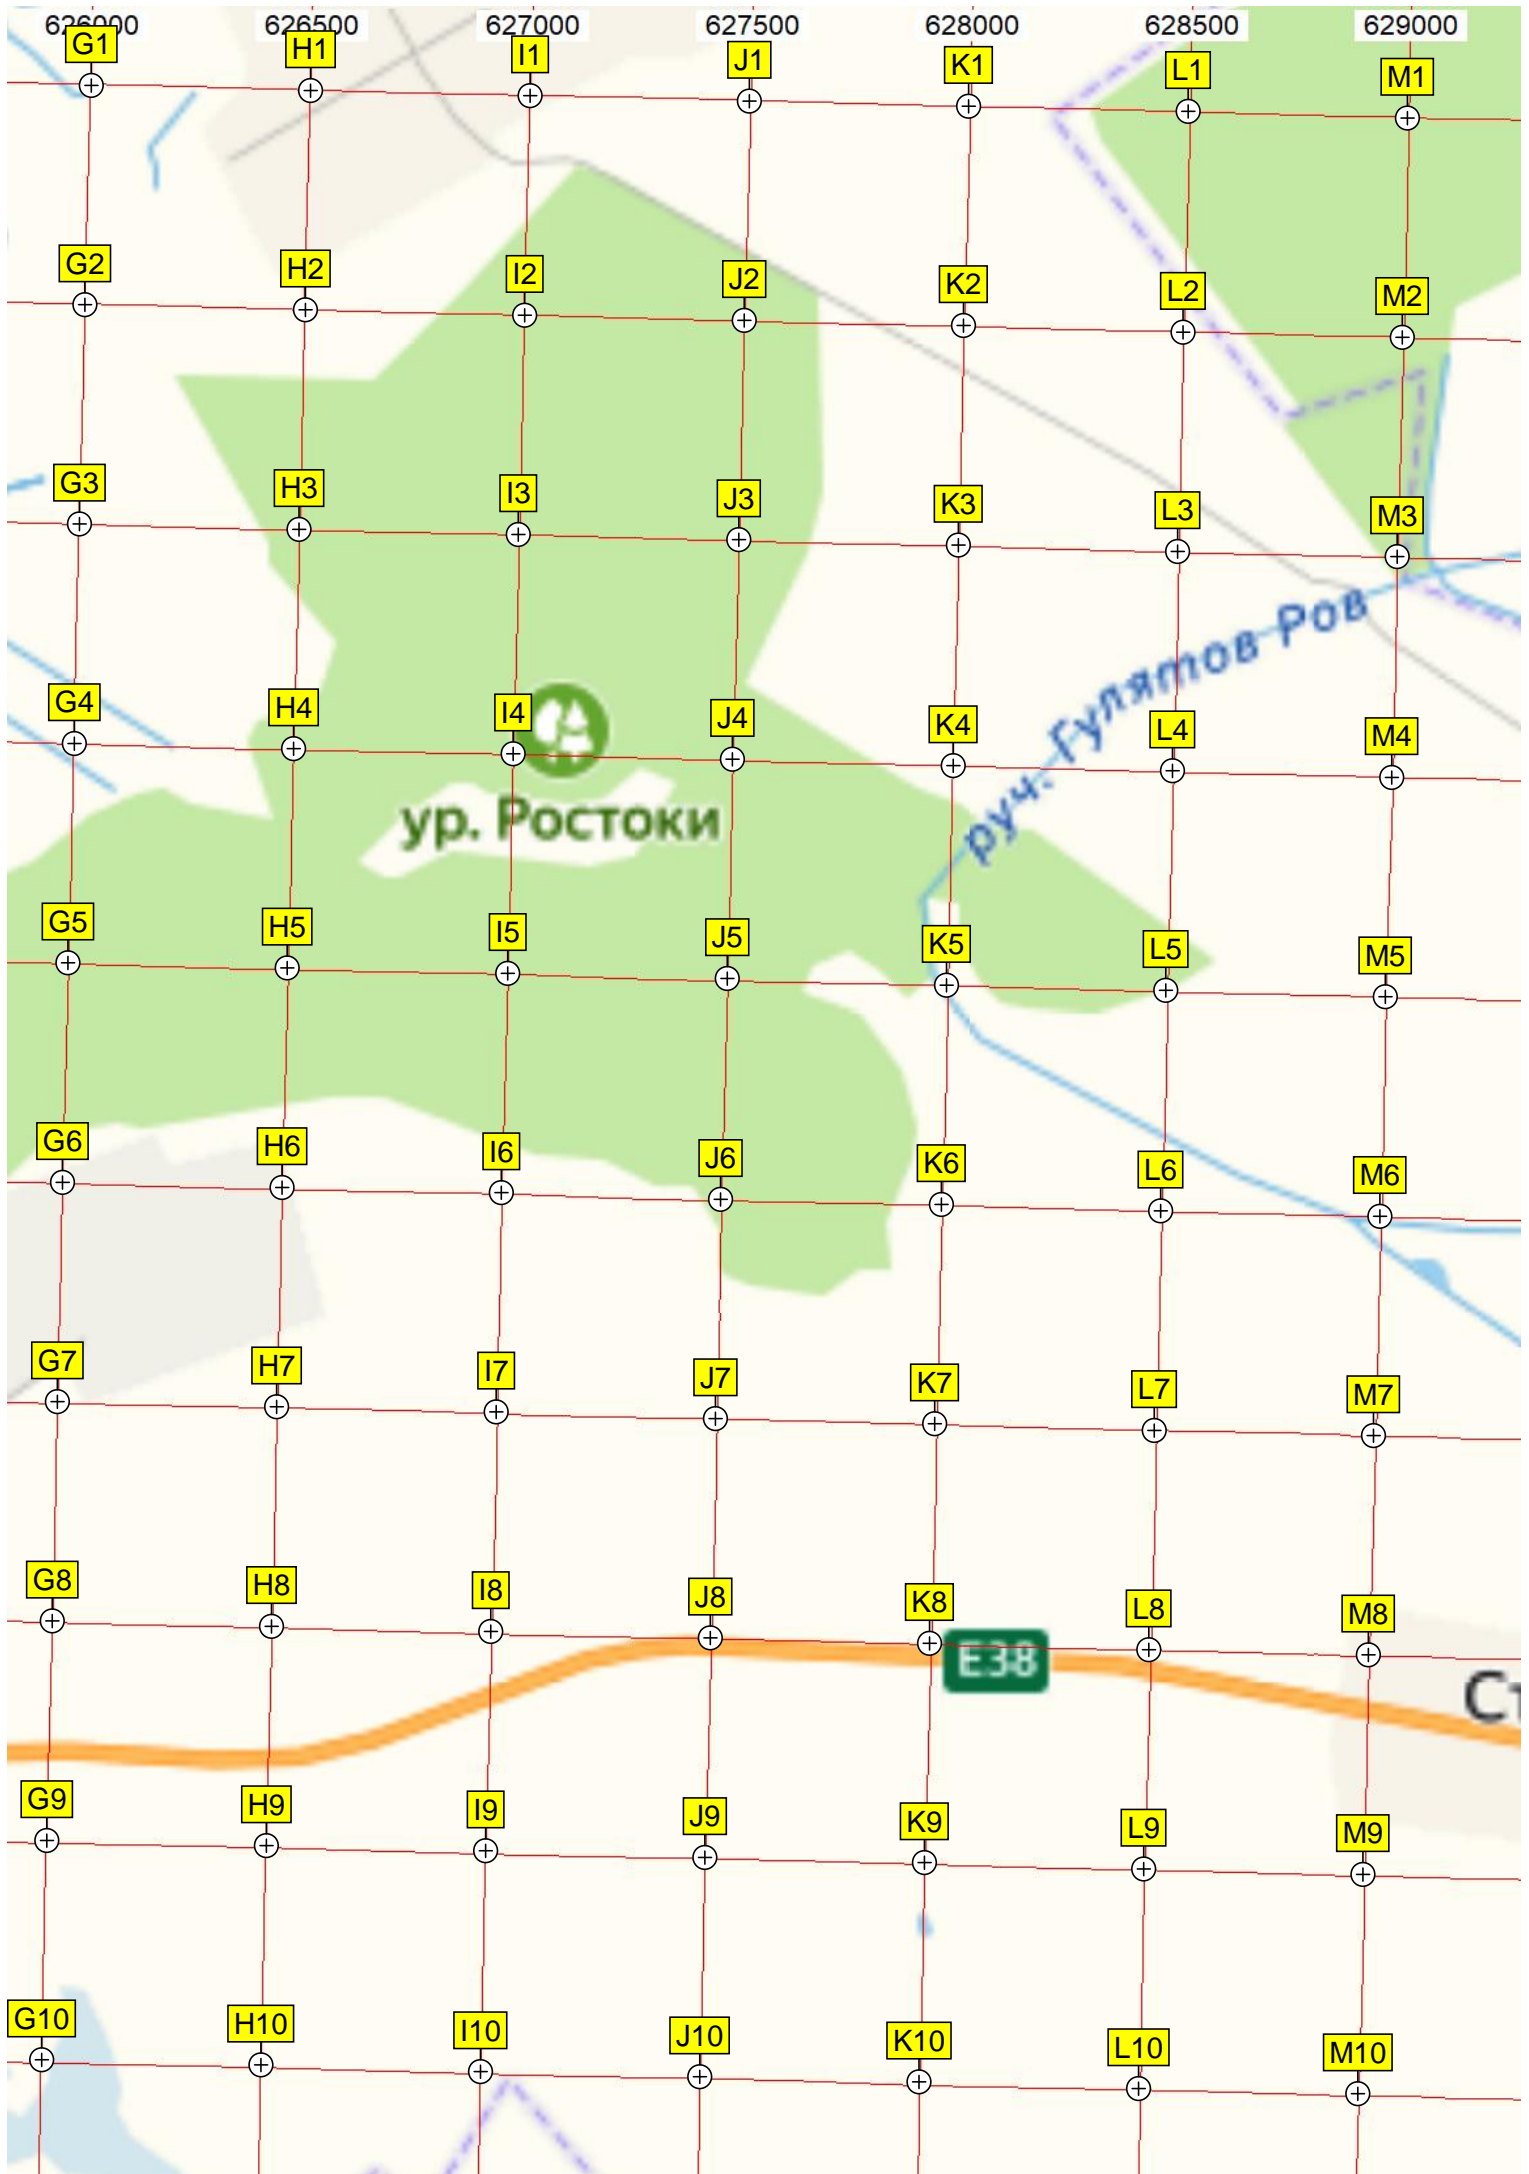 626000 626500 627000 627500 628000 628500 629000
G1 H1 I1 J1 K1 L1 M1
G2 H2 I2 J2 K2 L2 M2
G3 H3 I3 J3 K3 L3 M3
руч. Гулятов Ров
G4 H4 I4 J4 K4 L4 M4
ур. Ростоки
G5 H5 I5 J5 K5 L5 M5
G6 H6 I6 J6 K6 L6 M6
G7 H7 I7 J7 K7 L7 M7
G8 H8 I8 J8 K8 L8 M8
E38
Ст
G9 H9 I9 J9 K9 L9 M9
G10 H10 I10 J10 K10 L10 M10